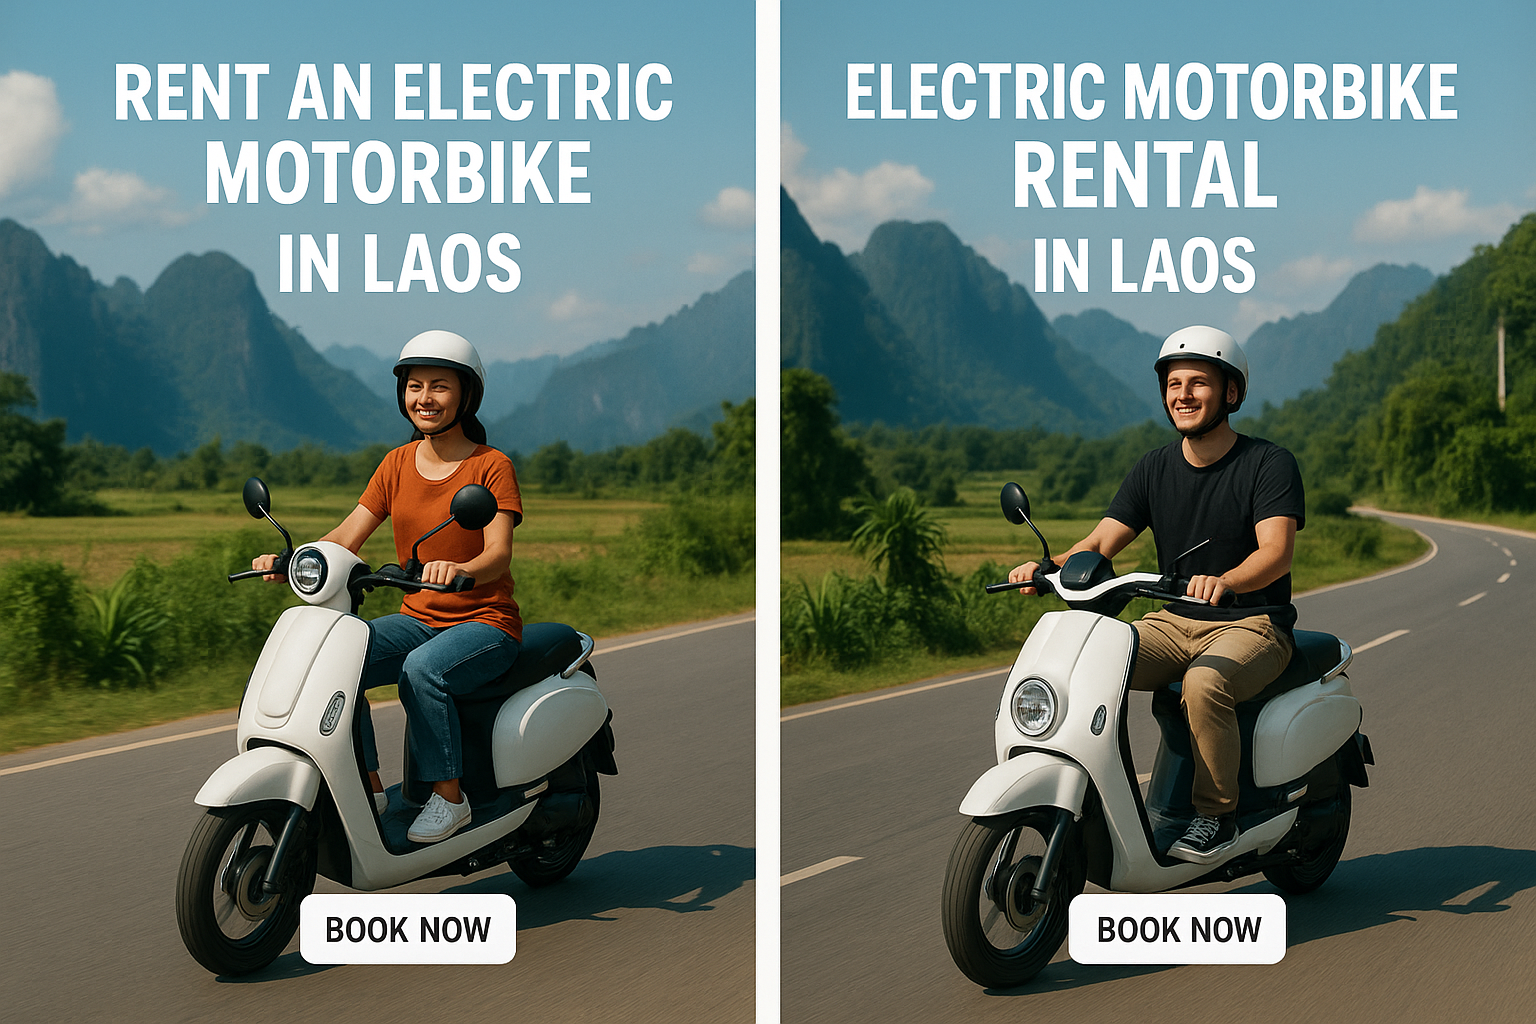 RENT AN ELECTRIC
MOTORBIKE
IN LAOS
BOOK NOW
ELECTRIC MOTORBIKE
RENTAL
IN LAOS
BOOK NOW